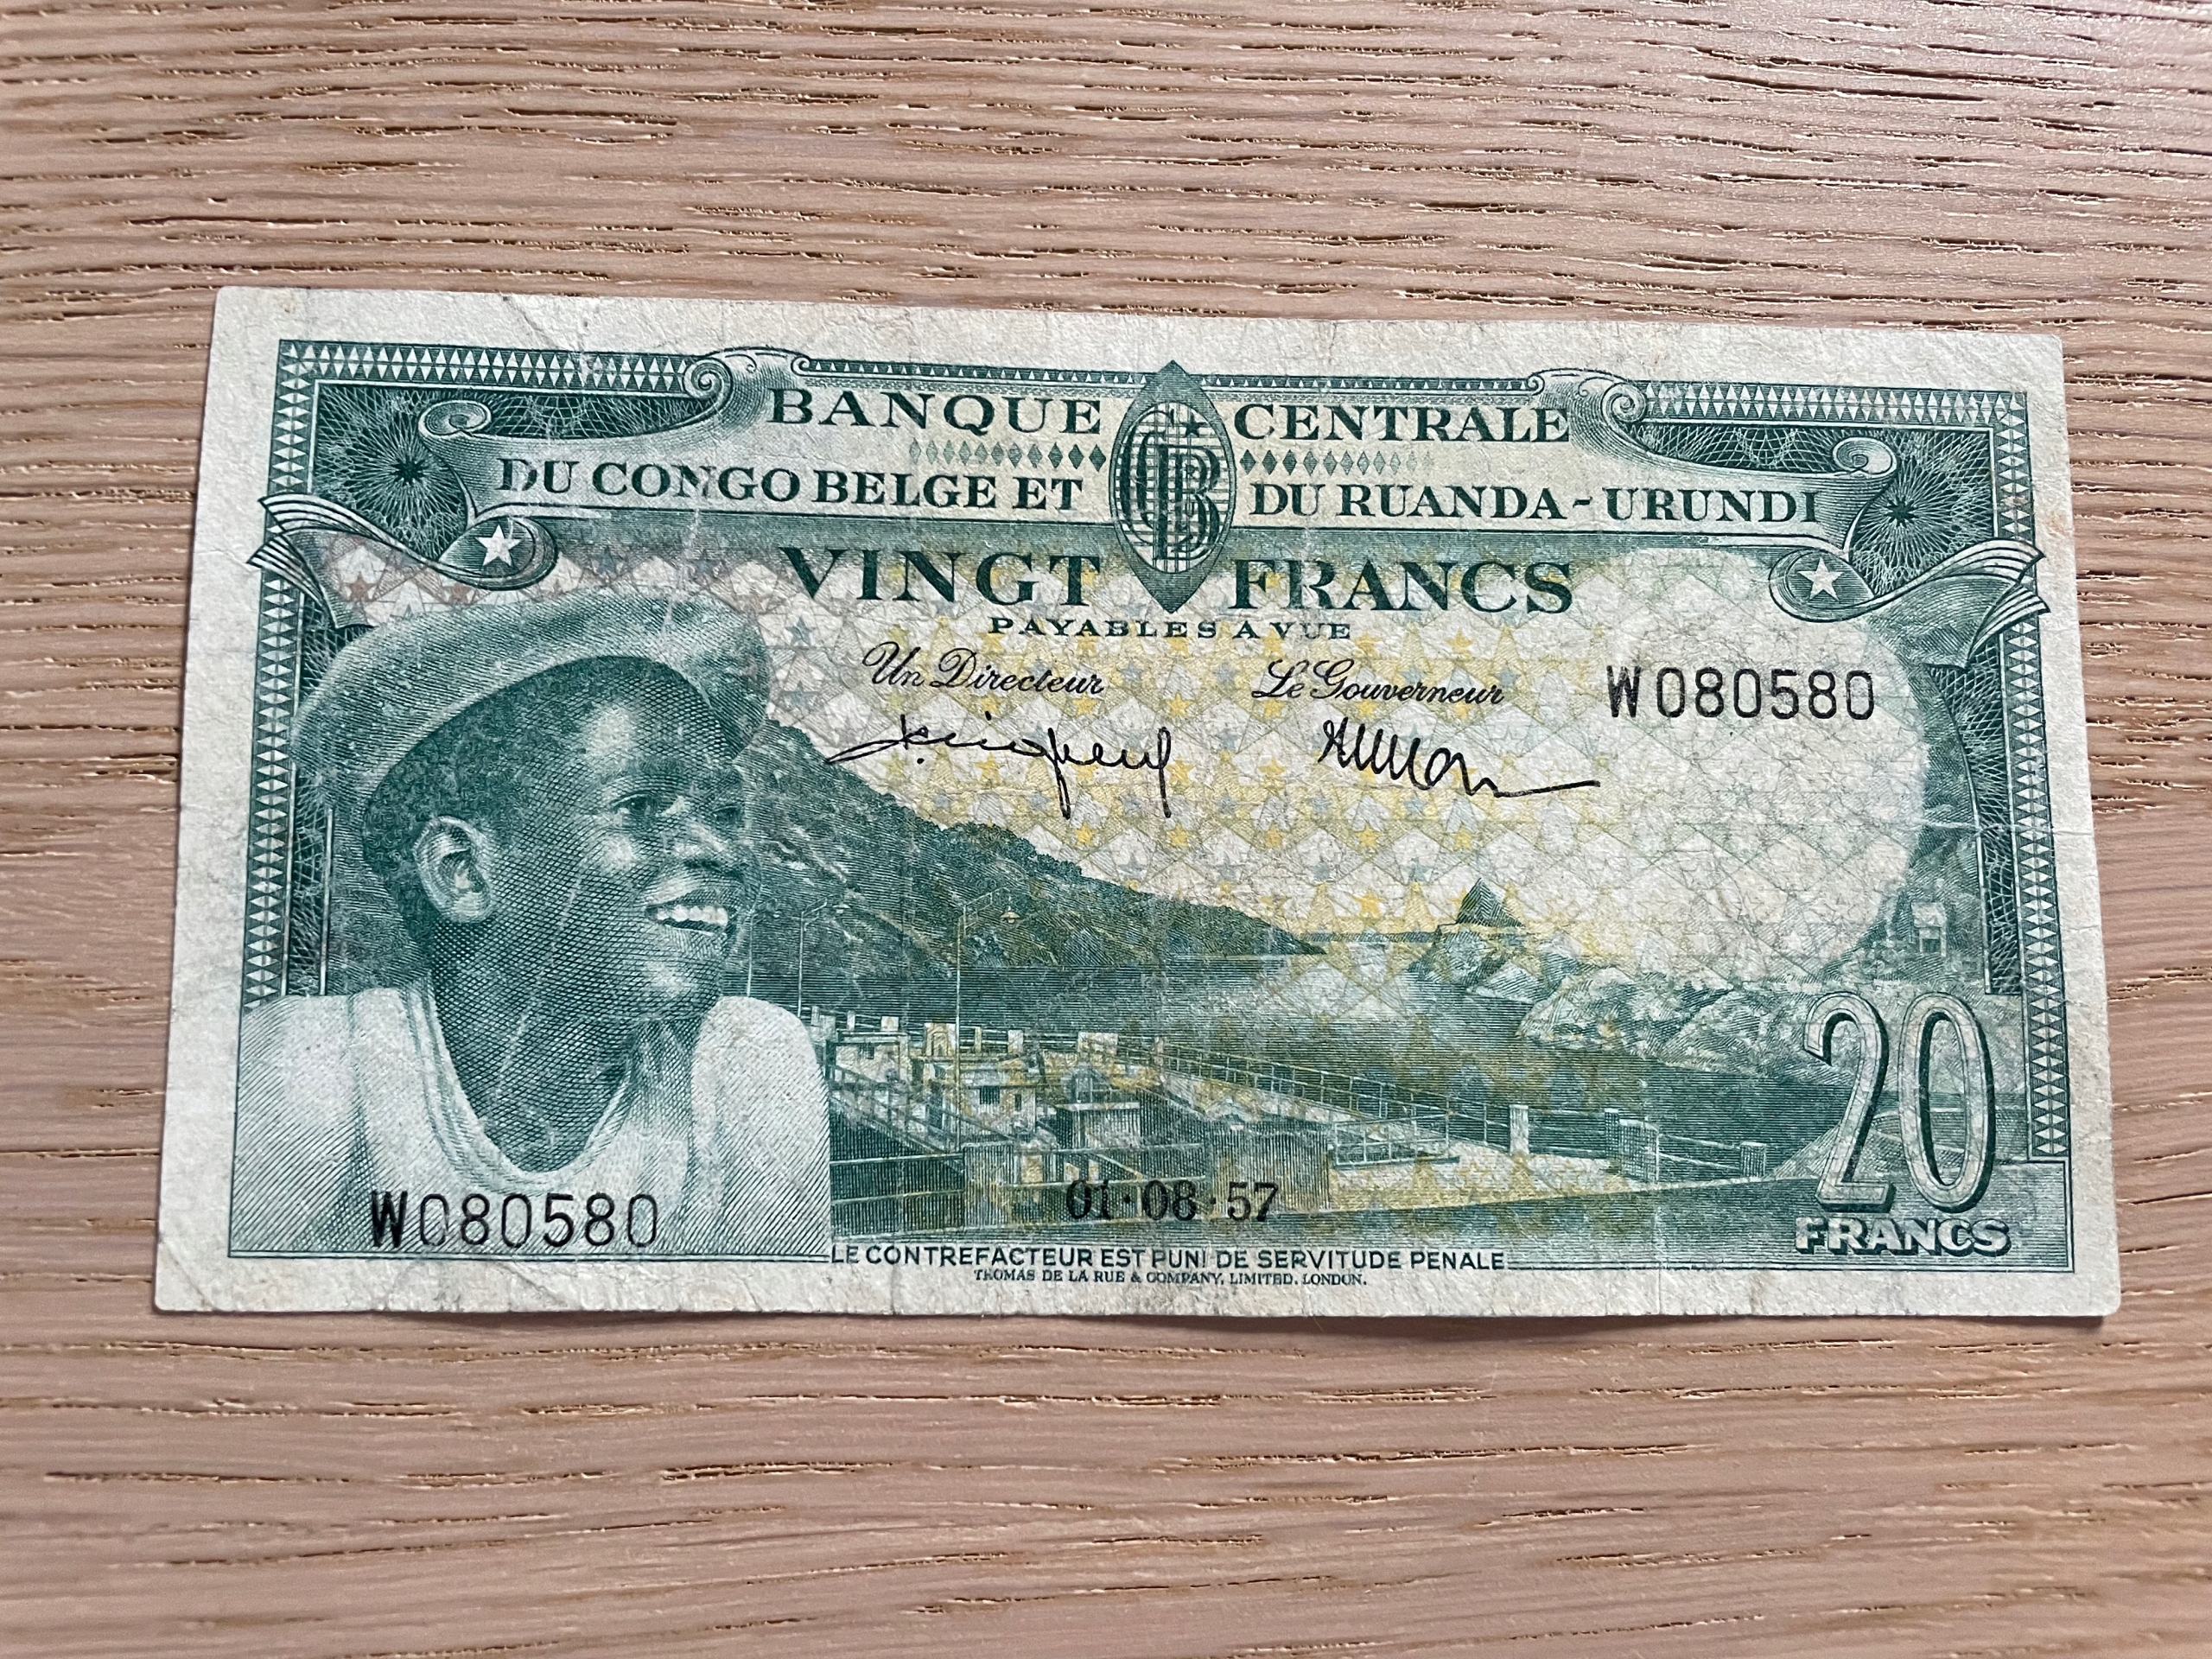 BANQUE CENTRALE
DU CONGO BELGE ET DU RUANDA-URUNDI
VINGT FRANCS
PAYABLES A VUE
Un Directeur Le Gouverneur
W080580
20
FRANCS
W080580
01·08·57
LE CONTREFACTEUR EST PUNI DE SERVITUDE PENALE
THOMAS DE LA RUE & COMPANY, LIMITED, LONDON.